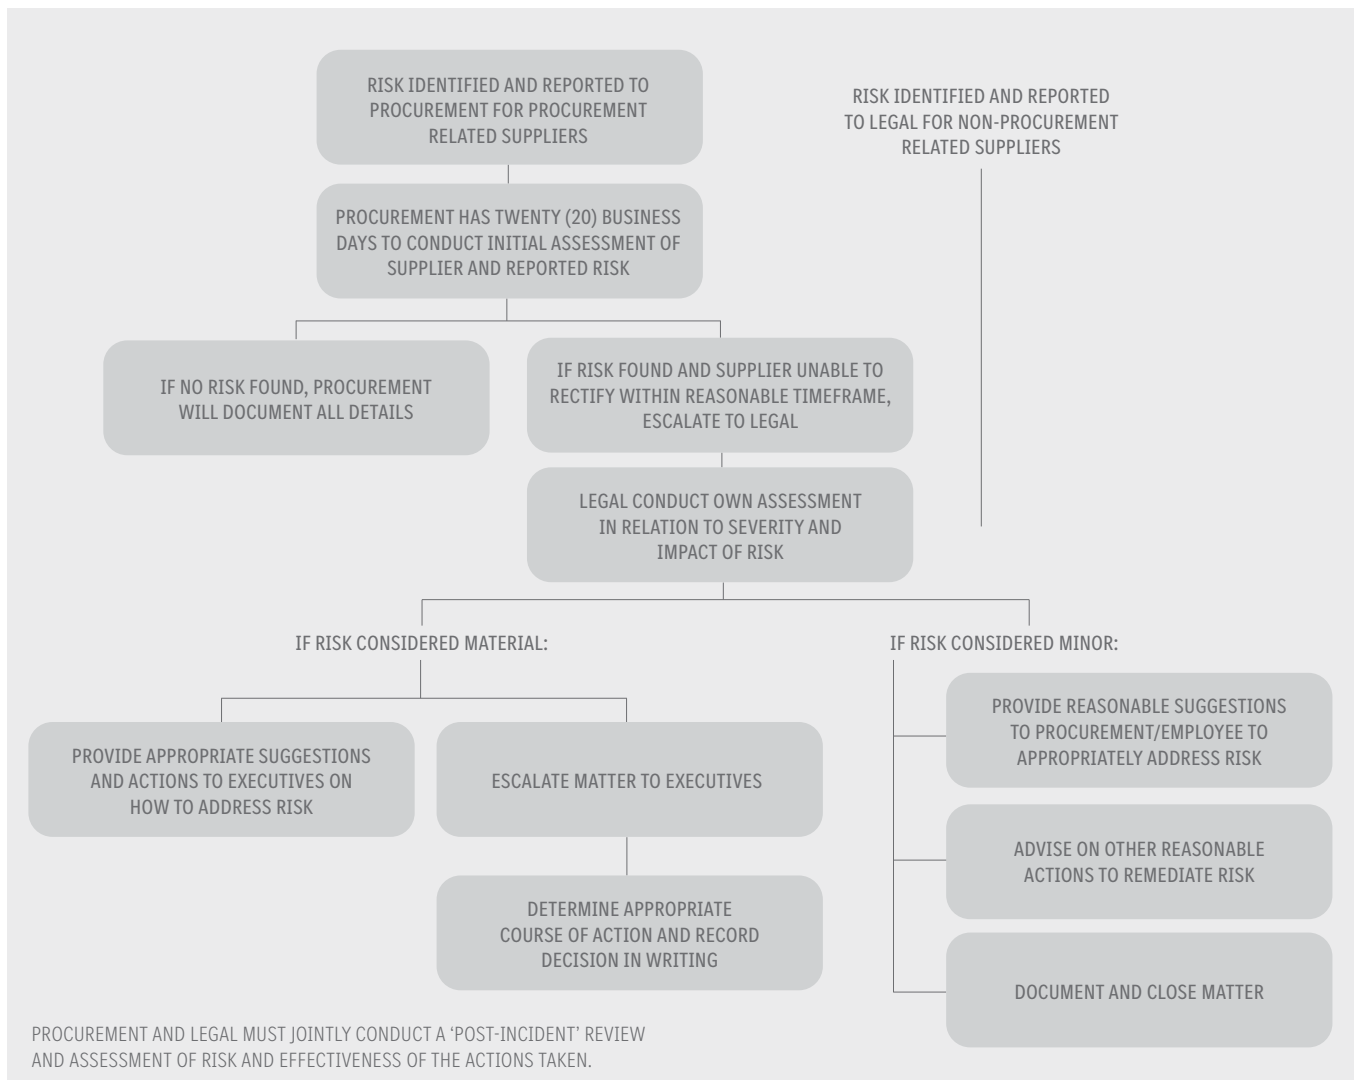 RISK IDENTIFIED AND REPORTED TO
PROCUREMENT FOR PROCUREMENT
RELATED SUPPLIERS
RISK IDENTIFIED AND REPORTED
TO LEGAL FOR NON-PROCUREMENT
RELATED SUPPLIERS
PROCUREMENT HAS TWENTY (20) BUSINESS
DAYS TO CONDUCT INITIAL ASSESSMENT OF
SUPPLIER AND REPORTED RISK
IF NO RISK FOUND, PROCUREMENT
WILL DOCUMENT ALL DETAILS
IF RISK FOUND AND SUPPLIER UNABLE TO
RECTIFY WITHIN REASONABLE TIMEFRAME,
ESCALATE TO LEGAL
LEGAL CONDUCT OWN ASSESSMENT
IN RELATION TO SEVERITY AND
IMPACT OF RISK
IF RISK CONSIDERED MATERIAL:
PROVIDE APPROPRIATE SUGGESTIONS
AND ACTIONS TO EXECUTIVES ON
HOW TO ADDRESS RISK
ESCALATE MATTER TO EXECUTIVES
DETERMINE APPROPRIATE
COURSE OF ACTION AND RECORD
DECISION IN WRITING
IF RISK CONSIDERED MINOR:
PROVIDE REASONABLE SUGGESTIONS
TO PROCUREMENT/EMPLOYEE TO
APPROPRIATELY ADDRESS RISK
ADVISE ON OTHER REASONABLE
ACTIONS TO REMEDIATE RISK
DOCUMENT AND CLOSE MATTER
PROCUREMENT AND LEGAL MUST JOINTLY CONDUCT A ‘POST-INCIDENT’ REVIEW
AND ASSESSMENT OF RISK AND EFFECTIVENESS OF THE ACTIONS TAKEN.